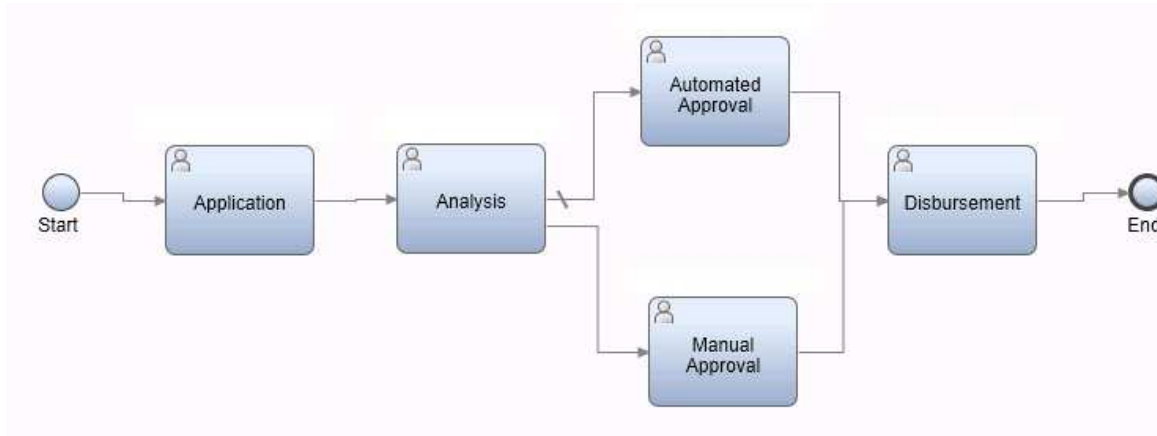 Automated
Approval
Application
Analysis
Disbursement
Start
End
Manual
Approval